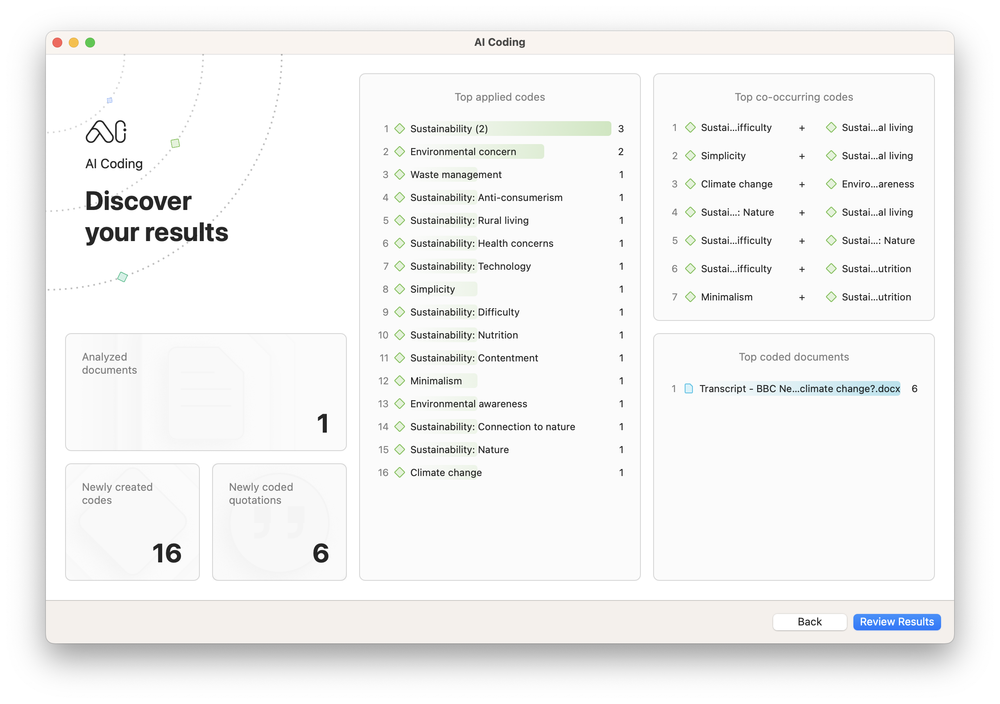 AI Coding
AI Coding
Discover
your results
Analyzed
documents
1
Newly created
codes
16
Newly coded
quotations
6
Top applied codes
1 Sustainability (2) 3
2 Environmental concern 2
3 Waste management 1
4 Sustainability: Anti-consumerism 1
5 Sustainability: Rural living 1
6 Sustainability: Health concerns 1
7 Sustainability: Technology 1
8 Simplicity 1
9 Sustainability: Difficulty 1
10 Sustainability: Nutrition 1
11 Sustainability: Contentment 1
12 Minimalism 1
13 Environmental awareness 1
14 Sustainability: Connection to nature 1
15 Sustainability: Nature 1
16 Climate change 1
Top co-occurring codes
1 Sustai...ifficulty + Sustai...al living
2 Simplicity + Sustai...al living
3 Climate change + Enviro...areness
4 Sustai...: Nature + Sustai...al living
5 Sustai...ifficulty + Sustai...: Nature
6 Sustai...ifficulty + Sustai...utrition
7 Minimalism + Sustai...utrition
Top coded documents
1 Transcript - BBC Ne...climate change?.docx 6
Back
Review Results